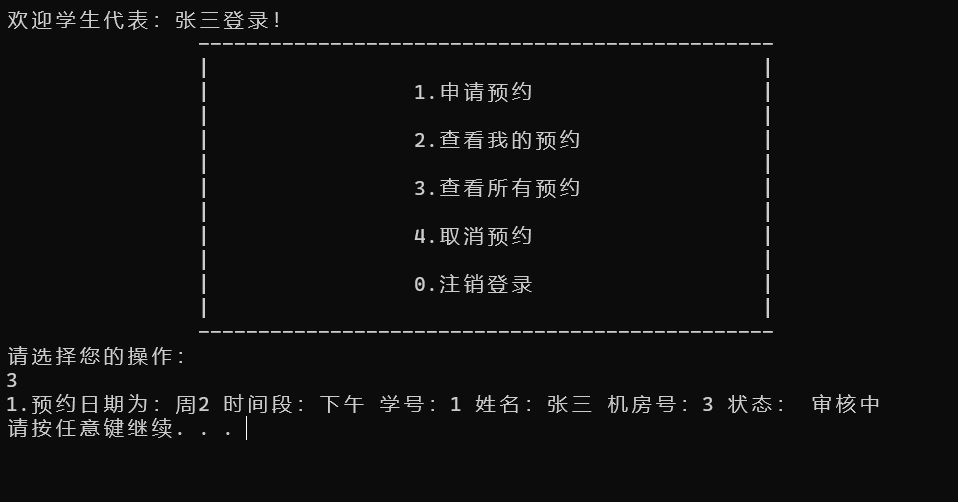 欢迎学生代表：张三登录！
1.申请预约
2.查看我的预约
3.查看所有预约
4.取消预约
0.注销登录
请选择您的操作：
3
1.预约日期为：周2 时间段：下午 学号：1 姓名：张三 机房号：3 状态： 审核中
请按任意键继续. . .